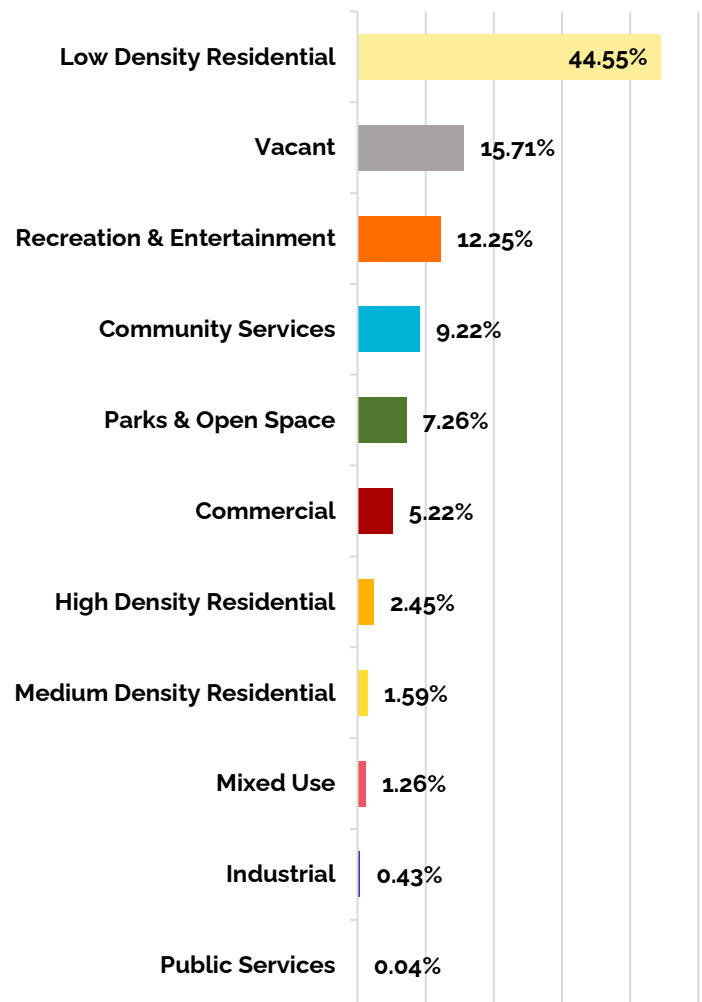 Low Density Residential 44.55%
Vacant 15.71%
Recreation & Entertainment 12.25%
Community Services 9.22%
Parks & Open Space 7.26%
Commercial 5.22%
High Density Residential 2.45%
Medium Density Residential 1.59%
Mixed Use 1.26%
Industrial 0.43%
Public Services 0.04%